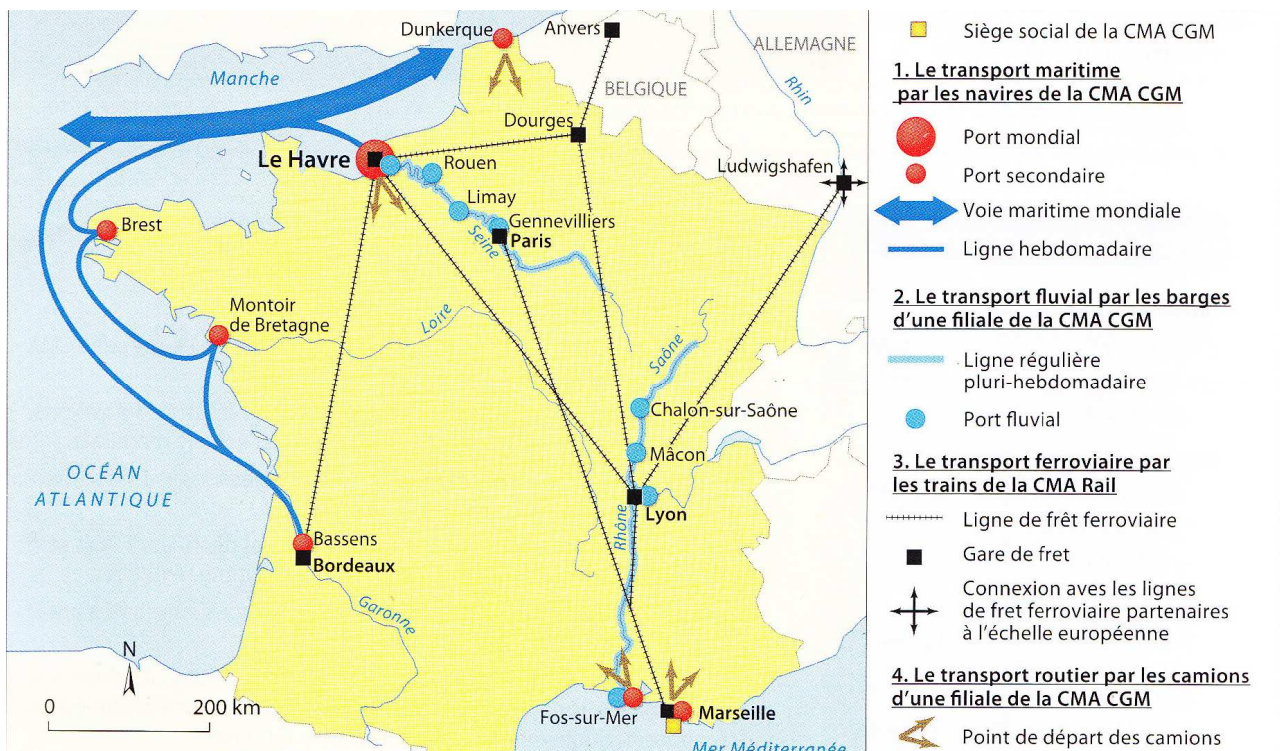 Dunkerque
Anvers
ALLEMAGNE
Manche
Rhin
BELGIQUE
Dourges
Le Havre
Rouen
Ludwigshafen
Limay
Gennevilliers
Seine
Paris
Brest
Montoir
de Bretagne
Loire
Saône
Chalon-sur-Saône
Mâcon
OCÉAN
ATLANTIQUE
Lyon
Rhône
Bassens
Bordeaux
Garonne
N
0 200 km
Fos-sur-Mer
Marseille
Mer Méditerranée
Siège social de la CMA CGM
1. Le transport maritime
par les navires de la CMA CGM
Port mondial
Port secondaire
Voie maritime mondiale
Ligne hebdomadaire
2. Le transport fluvial par les barges
d'une filiale de la CMA CGM
Ligne régulière
pluri-hebdomadaire
Port fluvial
3. Le transport ferroviaire par
les trains de la CMA Rail
Ligne de frêt ferroviaire
Gare de fret
Connexion aves les lignes
de fret ferroviaire partenaires
à l'échelle européenne
4. Le transport routier par les camions
d'une filiale de la CMA CGM
Point de départ des camions